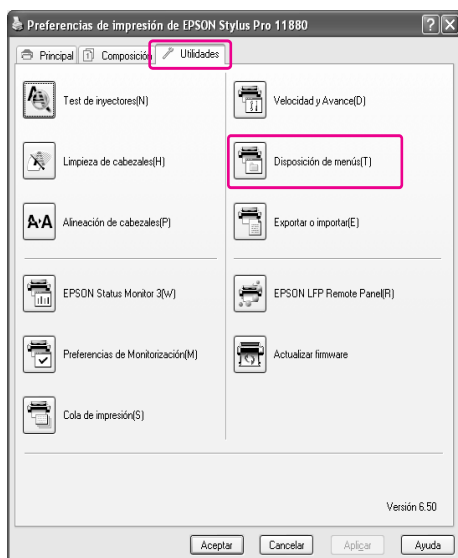 Preferencias de impresión de EPSON Stylus Pro 11880
Principal Composición Utilidades
Test de inyectores(N)
Velocidad y Avance(D)
Limpieza de cabezales(H)
Disposición de menús(T)
Alineación de cabezales(P)
Exportar o importar(E)
EPSON Status Monitor 3(W)
EPSON LFP Remote Panel(R)
Preferencias de Monitorización(M)
Actualizar firmware
Cola de impresión(S)
Versión 6.50
Aceptar Cancelar Aplicar Ayuda